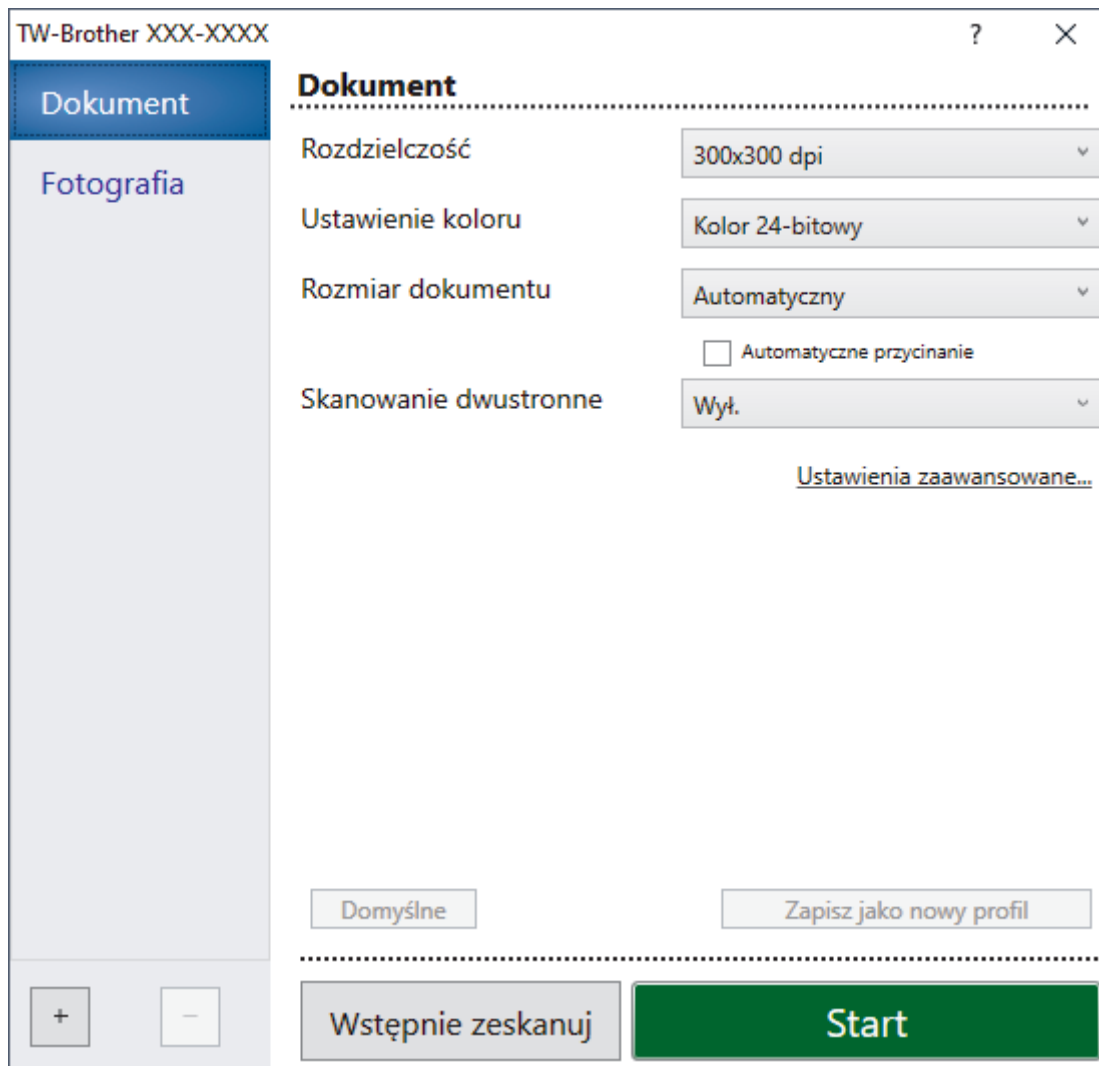 TW-Brother XXX-XXXX
?
Dokument
Fotografia
Dokument
Rozdzielczość
300x300 dpi
Ustawienie koloru
Kolor 24-bitowy
Rozmiar dokumentu
Automatyczny
Automatyczne przycinanie
Skanowanie dwustronne
Wył.
Ustawienia zaawansowane...
Domyślne
Zapisz jako nowy profil
+
−
Wstępnie zeskanuj
Start